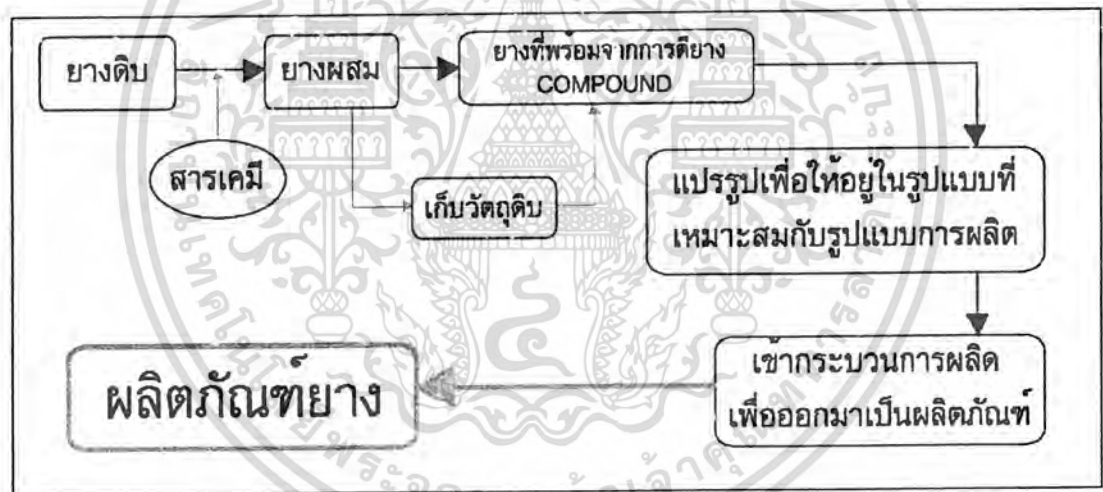 ยางดิบ
ยางผสม
ยางที่พร้อมจากการตียาง
COMPOUND
สารเคมี
เก็บวัตถุดิบ
แปรรูปเพื่อให้อยู่ในรูปแบบที่
เหมาะสมกับรูปแบบการผลิต
เข้ากระบวนการผลิต
เพื่อออกมาเป็นผลิตภัณฑ์
ผลิตภัณฑ์ยาง